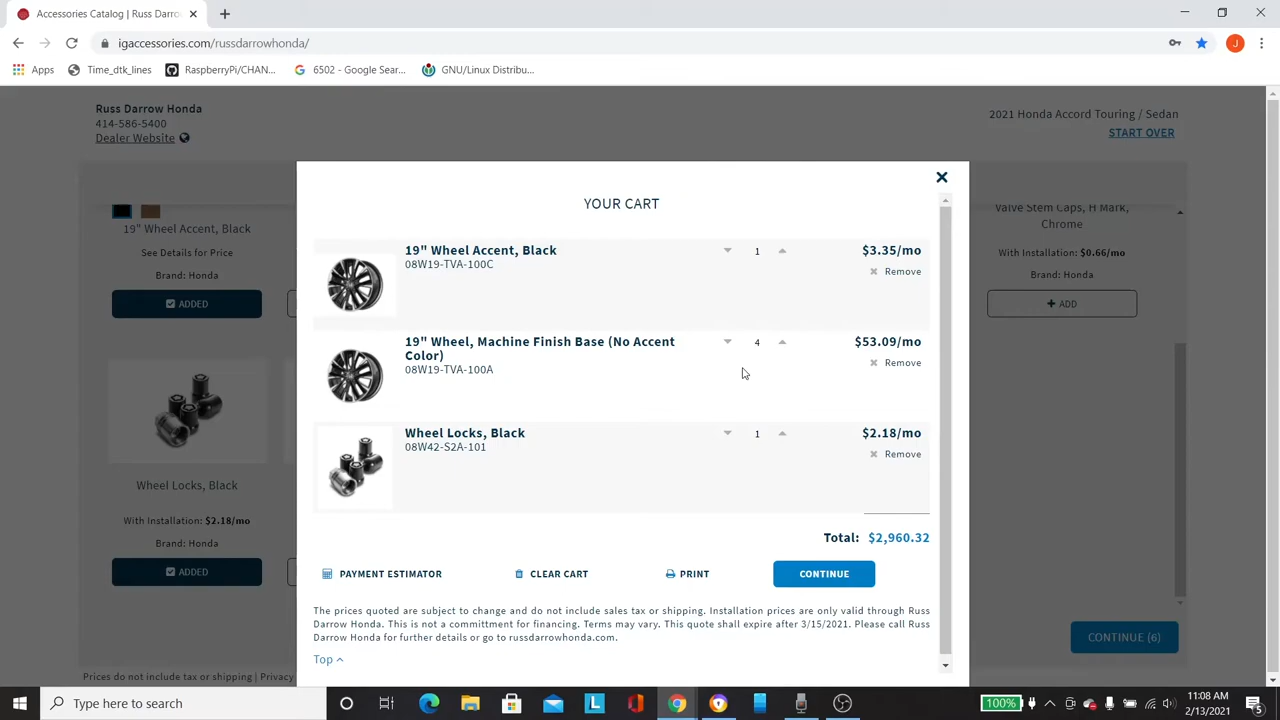 Accessories Catalog | Russ Darro
igaccessories.com/russdarrowhonda/
J
Apps
Time_dtk_lines
RaspberryPi/CHAN...
6502 - Google Sear...
GNU/Linux Distribu...
Russ Darrow Honda
414-586-5400
Dealer Website
2021 Honda Accord Touring / Sedan
START OVER
YOUR CART
19" Wheel Accent, Black
08W19-TVA-100C
1
$3.35/mo
Remove
19" Wheel, Machine Finish Base (No Accent
Color)
08W19-TVA-100A
4
$53.09/mo
Remove
Wheel Locks, Black
08W42-S2A-101
1
$2.18/mo
Remove
Total: $2,960.32
PAYMENT ESTIMATOR
CLEAR CART
PRINT
CONTINUE
The prices quoted are subject to change and do not include sales tax or shipping. Installation prices are only valid through Russ
Darrow Honda. This is not a committment for financing. Terms may vary. This quote shall expire after 3/15/2021. Please call Russ
Darrow Honda for further details or go to russdarrowhonda.com.
Top
19" Wheel Accent, Black
See Details for Price
Brand: Honda
ADDED
Wheel Locks, Black
With Installation: $2.18/mo
Brand: Honda
ADDED
Valve Stem Caps, H Mark,
Chrome
With Installation: $0.66/mo
Brand: Honda
+ ADD
CONTINUE (6)
Prices do not include tax or shipping | Privacy
Type here to search
L
100%
11:08 AM
2/13/2021
5